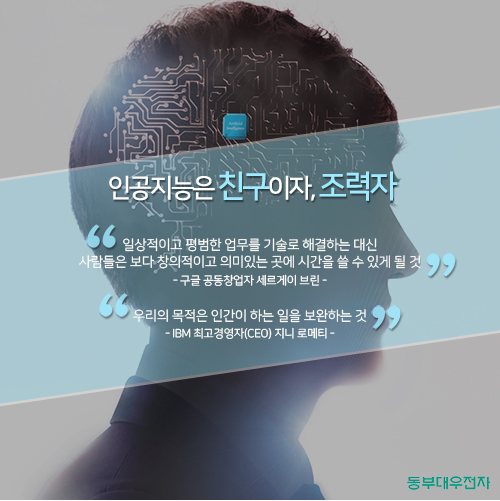 인공지능은 친구이자, 조력자
“ 일상적이고 평범한 업무를 기술로 해결하는 대신
사람들은 보다 창의적이고 의미있는 곳에 시간을 쓸 수 있게 될 것 ”
- 구글 공동창업자 세르게이 브린 -
“ 우리의 목적은 인간이 하는 일을 보완하는 것 ”
- IBM 최고경영자(CEO) 지니 로메티 -
동부대우전자